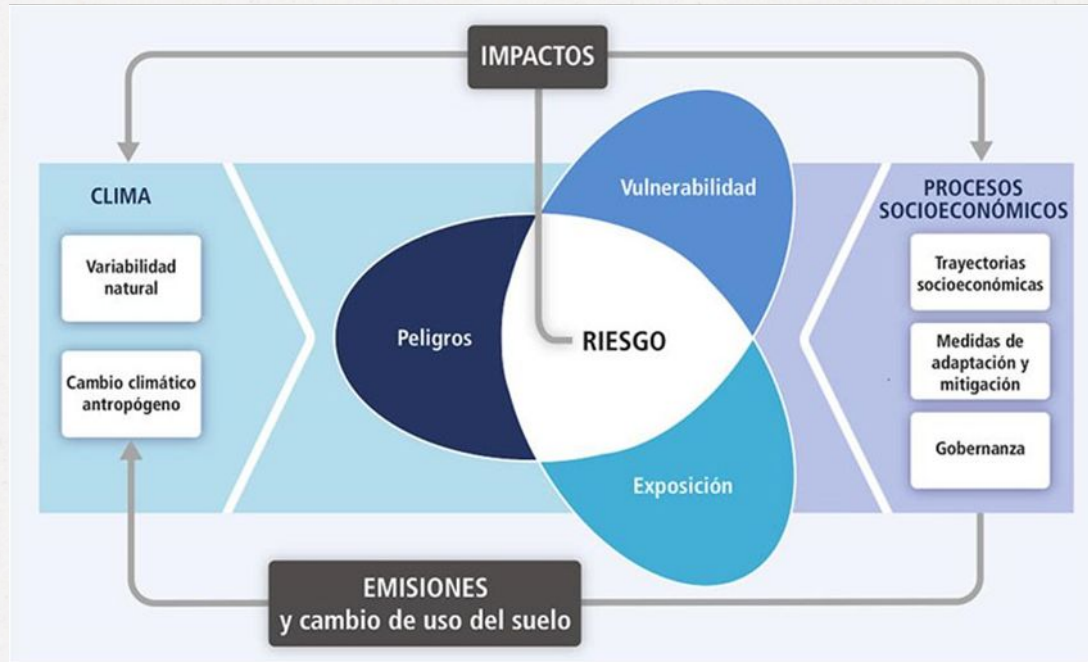 IMPACTOS
CLIMA
Variabilidad
natural
Cambio climático
antropógeno
Vulnerabilidad
Peligros
RIESGO
Exposición
PROCESOS
SOCIOECONÓMICOS
Trayectorias
socioeconómicas
Medidas de
adaptación y
mitigación
Gobernanza
EMISIONES
y cambio de uso del suelo